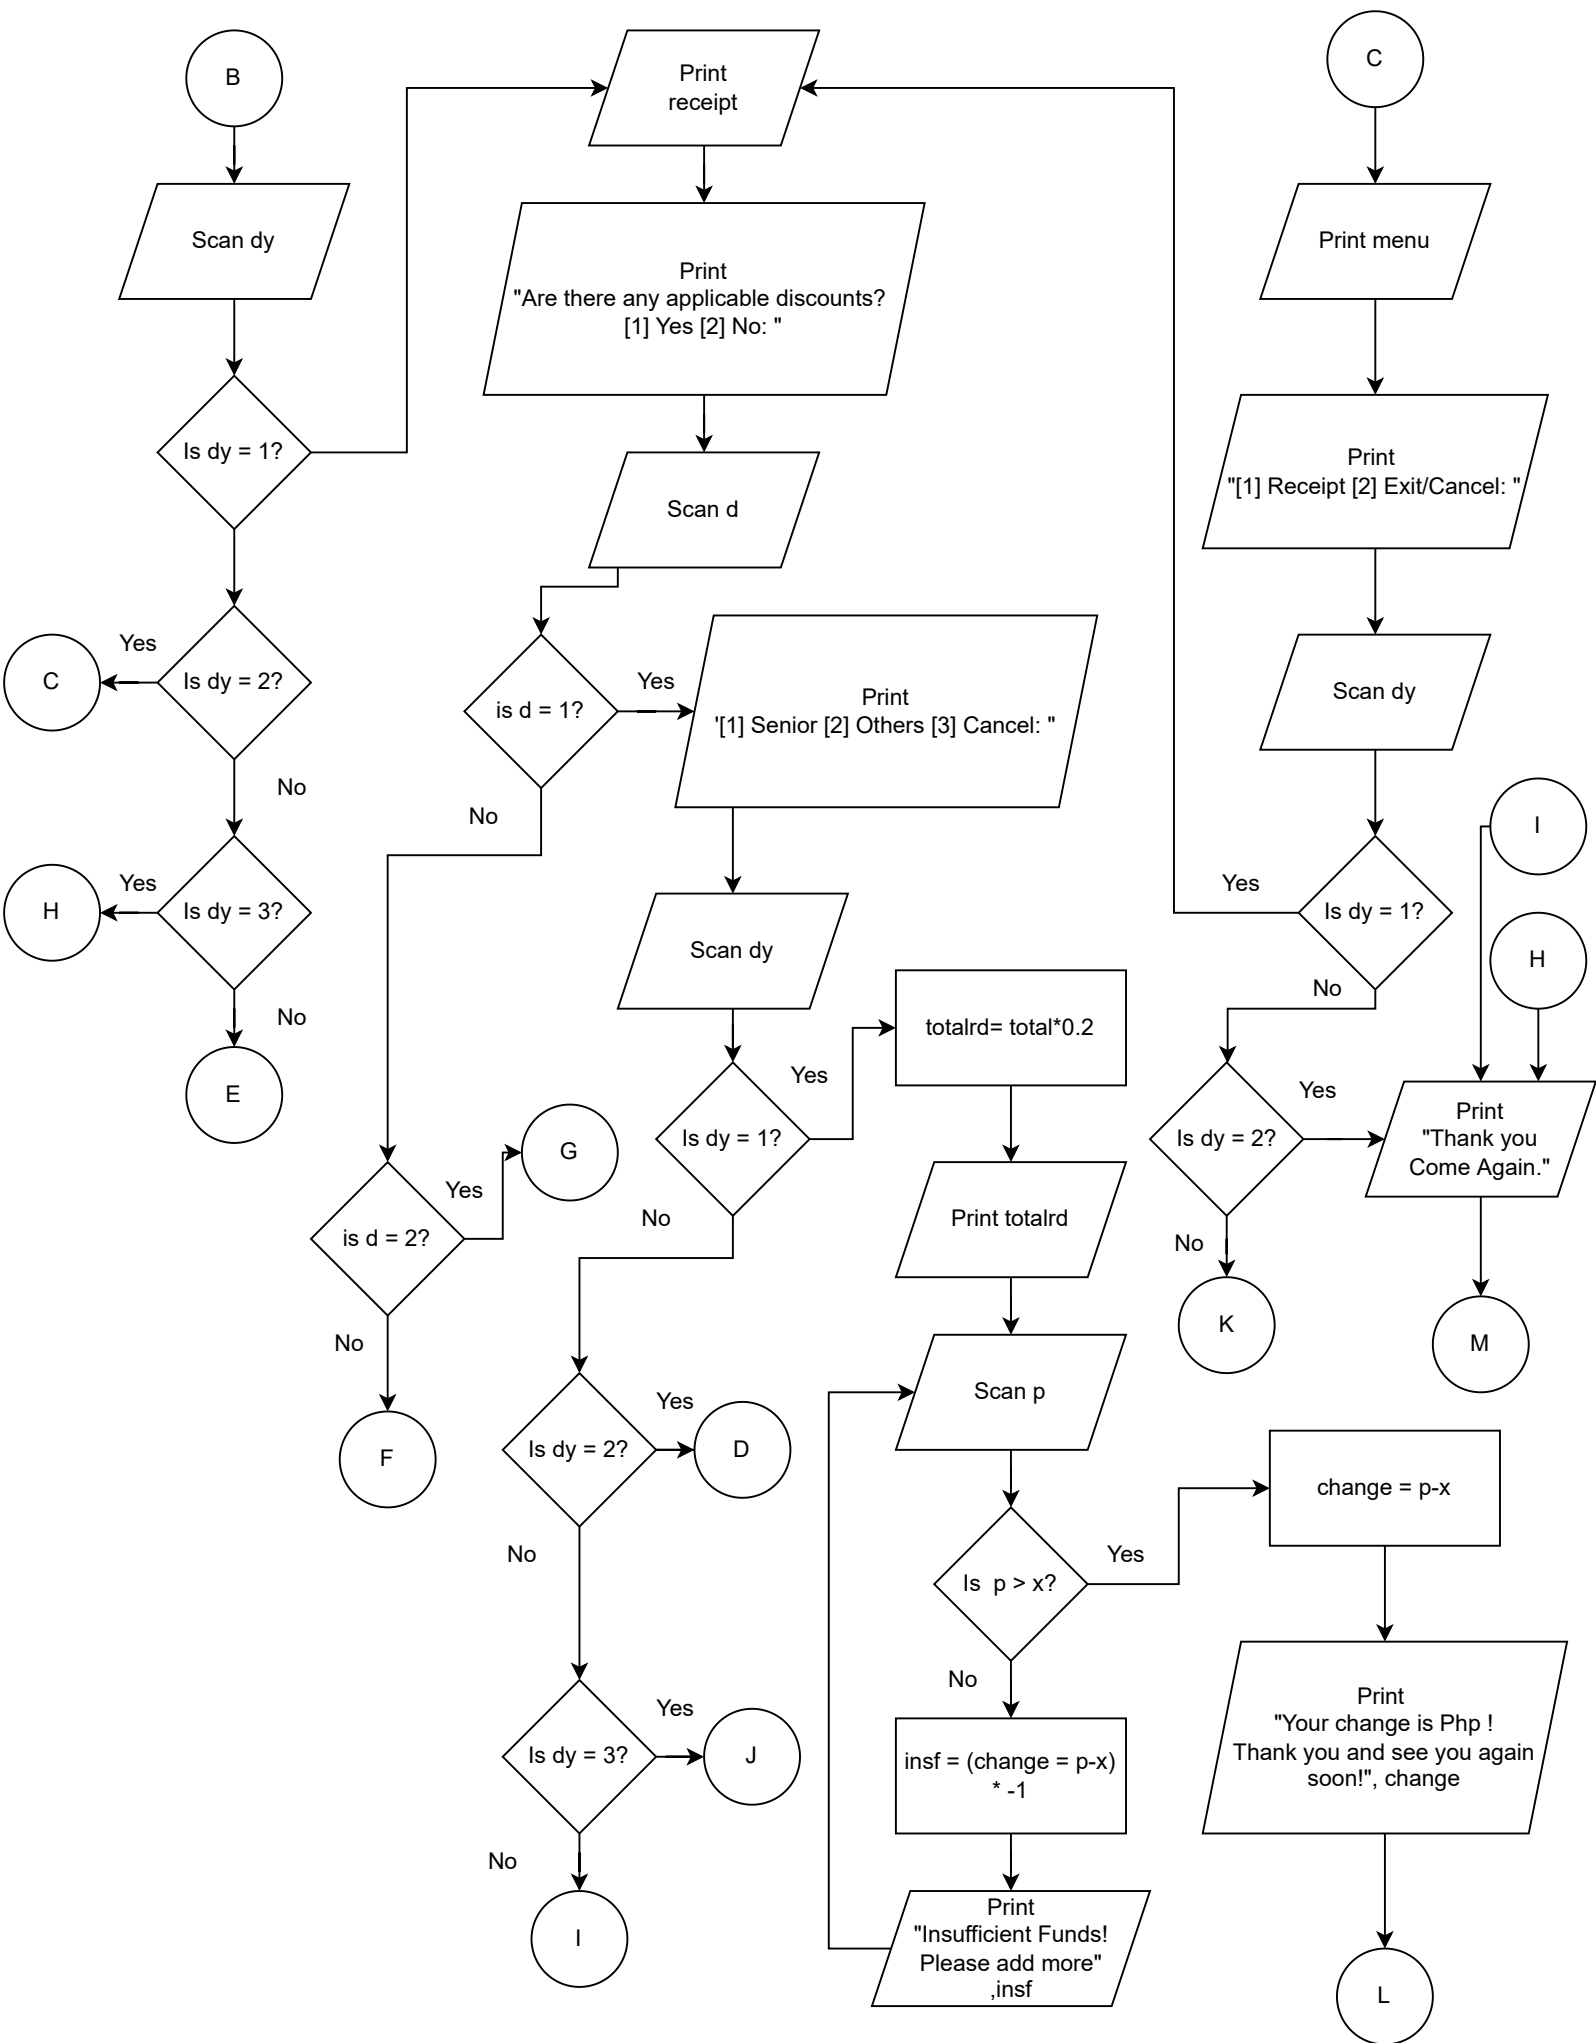 B
Scan dy
Is dy = 1?
Is dy = 2?
Yes
C
No
Is dy = 3?
Yes
H
No
E
Print
receipt
Print
"Are there any applicable discounts?
[1] Yes [2] No: "
Scan d
is d = 1?
Yes
No
Print
'[1] Senior [2] Others [3] Cancel: "
Scan dy
is d = 2?
Yes
G
No
F
Is dy = 1?
Yes
No
totalrd= total*0.2
Print totalrd
Scan p
Is dy = 2?
Yes
D
No
Is dy = 3?
Yes
J
No
I
Is  p > x?
Yes
No
insf = (change = p-x)
* -1
Print
"Insufficient Funds!
Please add more"
,insf
change = p-x
Print
"Your change is Php !
Thank you and see you again
soon!", change
L
C
Print menu
Print
"[1] Receipt [2] Exit/Cancel: "
Scan dy
Is dy = 1?
Yes
No
Is dy = 2?
Yes
No
K
I
H
Print
"Thank you
Come Again."
M